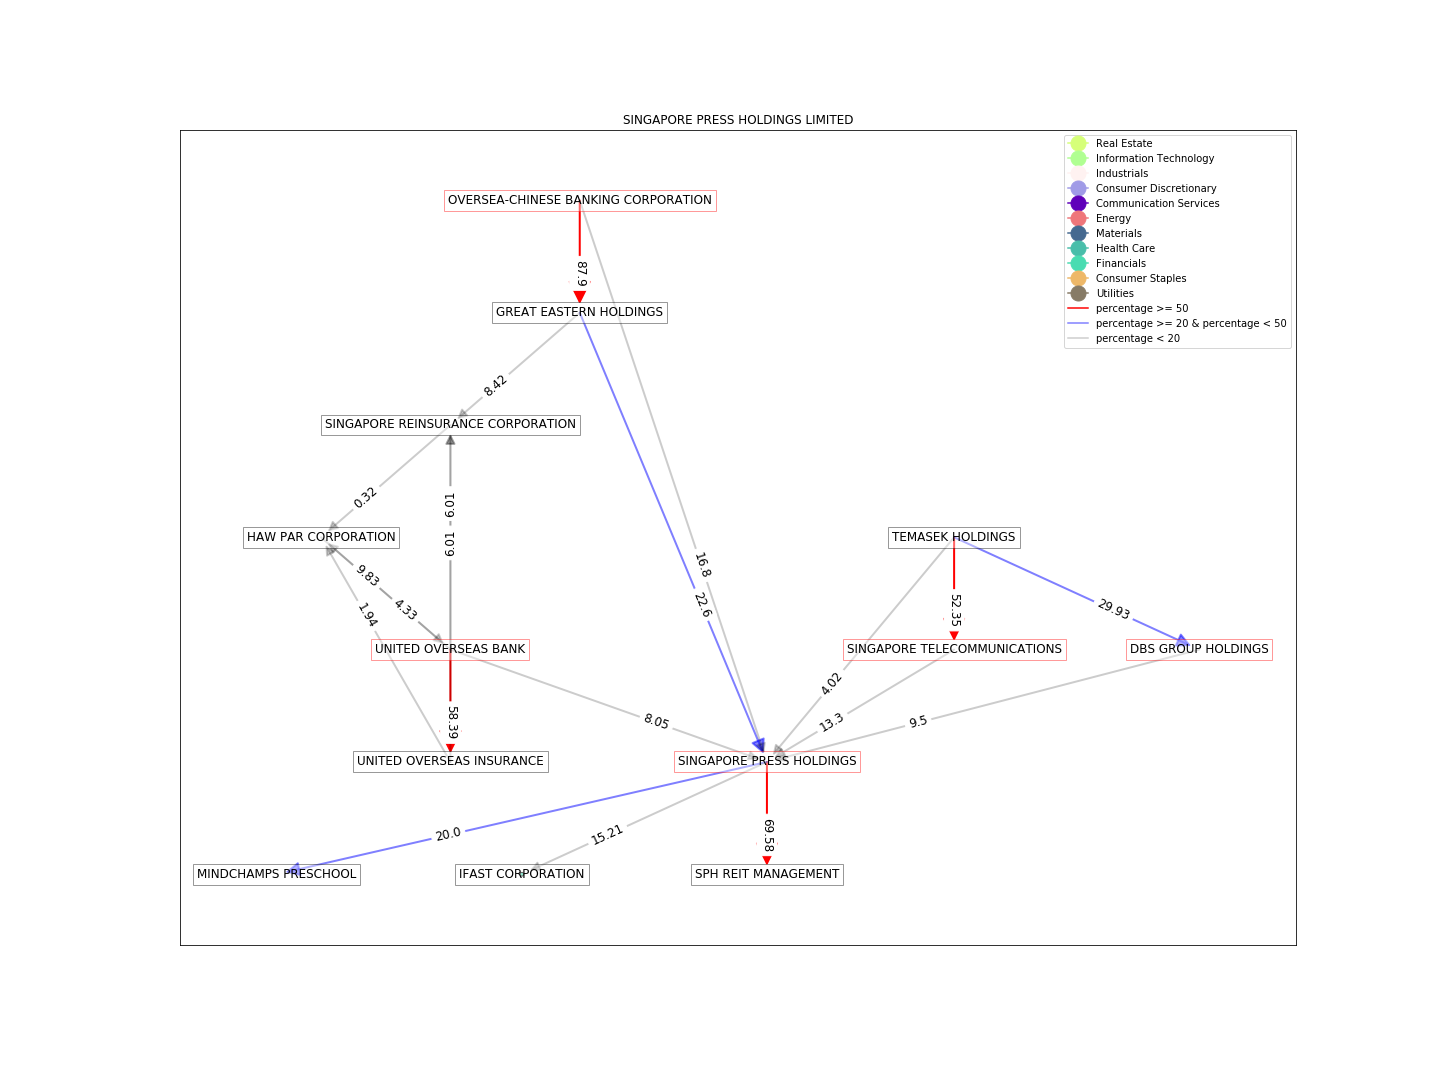 SINGAPORE PRESS HOLDINGS LIMITED
Real Estate
Information Technology
Industrials
Consumer Discretionary
Communication Services
Energy
Materials
Health Care
Financials
Consumer Staples
Utilities
percentage >= 50
percentage >= 20 & percentage < 50
percentage < 20
OVERSEA-CHINESE BANKING CORPORATION
87.9
GREAT EASTERN HOLDINGS
8.42
SINGAPORE REINSURANCE CORPORATION
0.32
HAW PAR CORPORATION
TEMASEK HOLDINGS
16.8
9.83
4.33
1.94
22.6
52.35
29.93
UNITED OVERSEAS BANK
SINGAPORE TELECOMMUNICATIONS
DBS GROUP HOLDINGS
4.02
58.39
8.05
13.3
9.5
UNITED OVERSEAS INSURANCE
SINGAPORE PRESS HOLDINGS
20.0
15.21
69.58
MINDCHAMPS PRESCHOOL
IFAST CORPORATION
SPH REIT MANAGEMENT